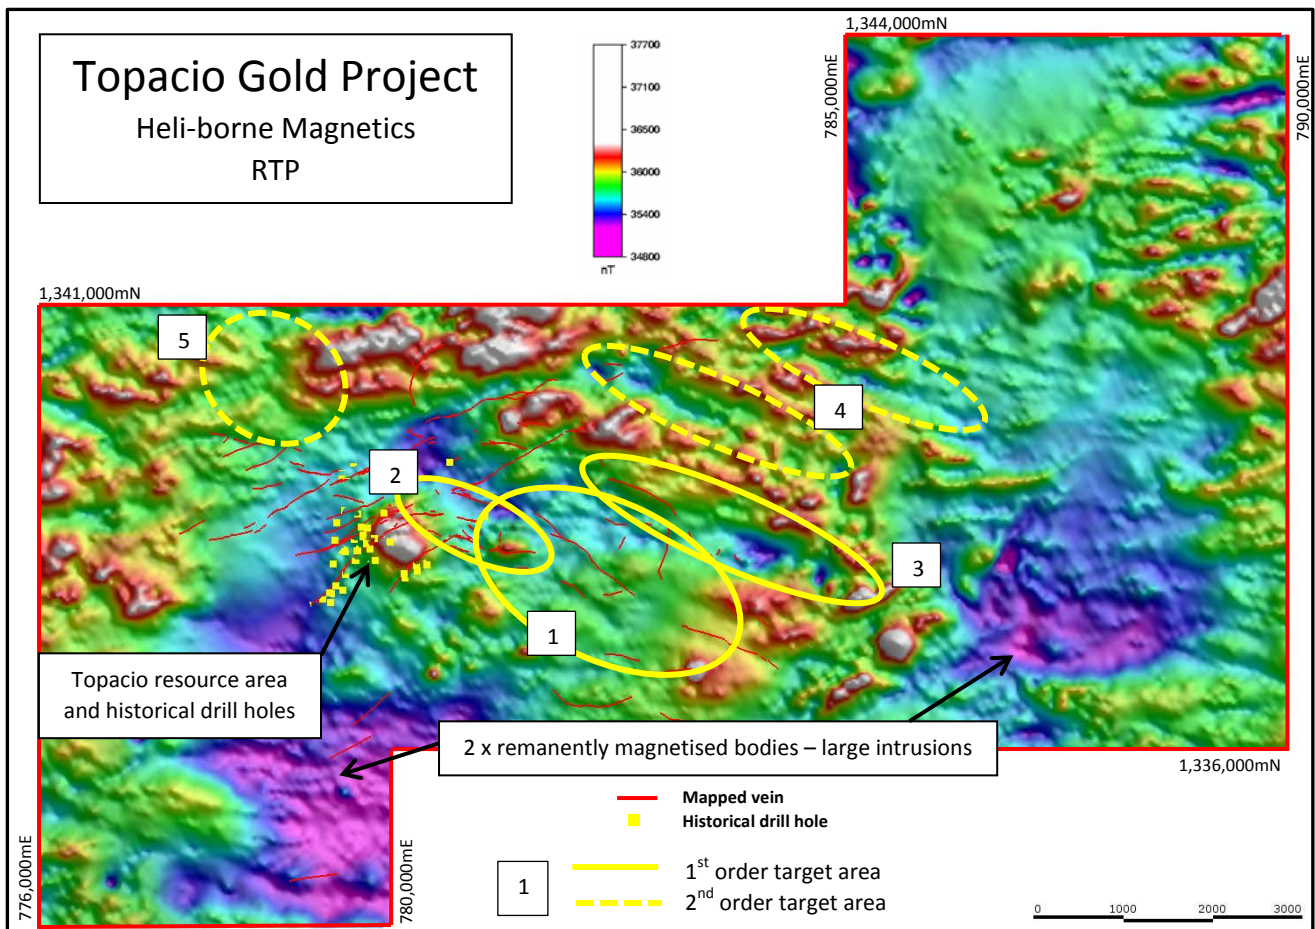 Topacio Gold Project
Heli-borne Magnetics
RTP
37700
37100
36500
36000
35400
34800
nT
1,344,000mN
785,000mE
790,000mE
1,341,000mN
5
4
2
3
1
Topacio resource area
and historical drill holes
2 x remanently magnetised bodies – large intrusions
1,336,000mN
776,000mE
780,000mE
Mapped vein
Historical drill hole
1
1st order target area
2nd order target area
0 1000 2000 3000